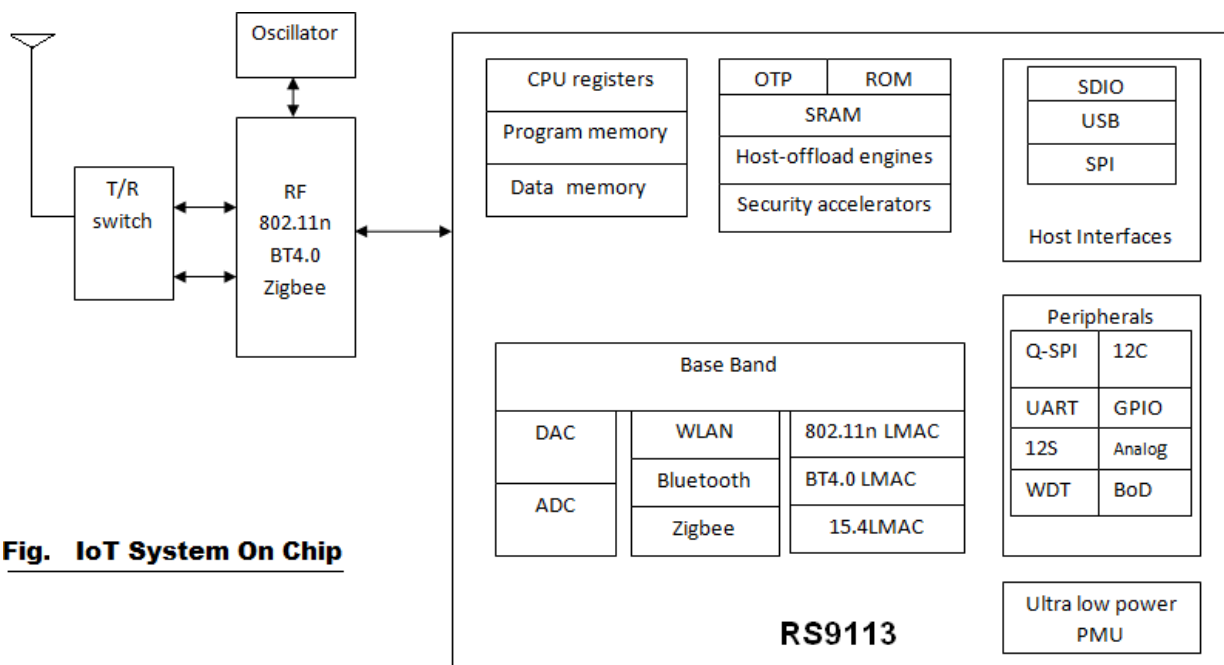 Oscillator
T/R
switch
RF
802.11n
BT4.0
Zigbee
CPU registers
Program memory
Data memory
OTP
ROM
SRAM
Host-offload engines
Security accelerators
SDIO
USB
SPI
Host Interfaces
Base Band
DAC
ADC
WLAN
Bluetooth
Zigbee
802.11n LMAC
BT4.0 LMAC
15.4LMAC
Peripherals
Q-SPI
12C
UART
GPIO
12S
Analog
WDT
BoD
Ultra low power
PMU
RS9113
Fig. IoT System On Chip